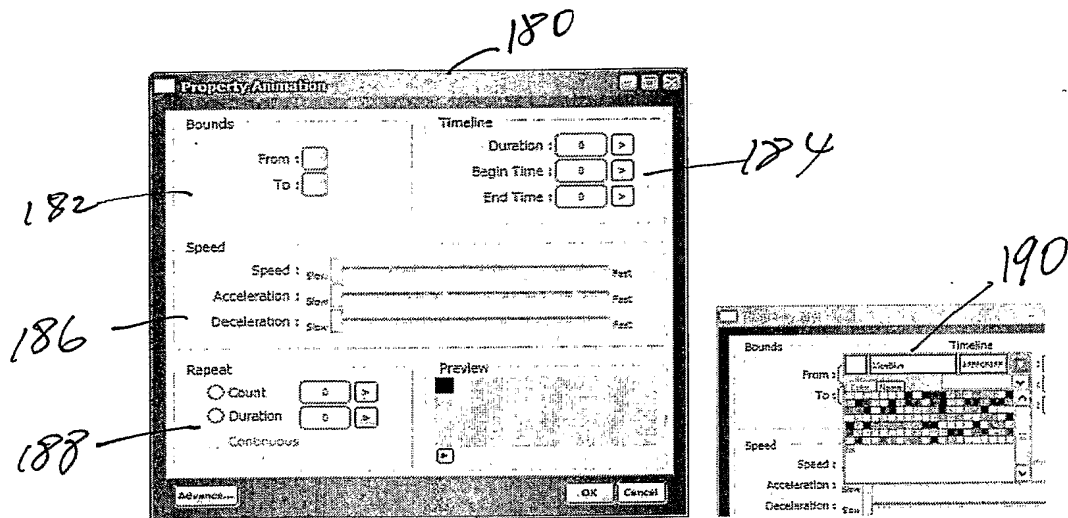 180
Property Animation
Bounds
From :
To :
182
Timeline
Duration : 0 >
Begin Time : 0 >
End Time : 0 >
184
Speed
Speed : Slow Fast
Acceleration : Slow Fast
Deceleration : Slow Fast
186
Repeat
Count 0 >
Duration 0 >
Continuous
188
Preview
Advance...
OK Cancel
190
Bounds
Timeline
From :
To :
Name
Speed
Speed :
Acceleration : Slow
Deceleration : Slow